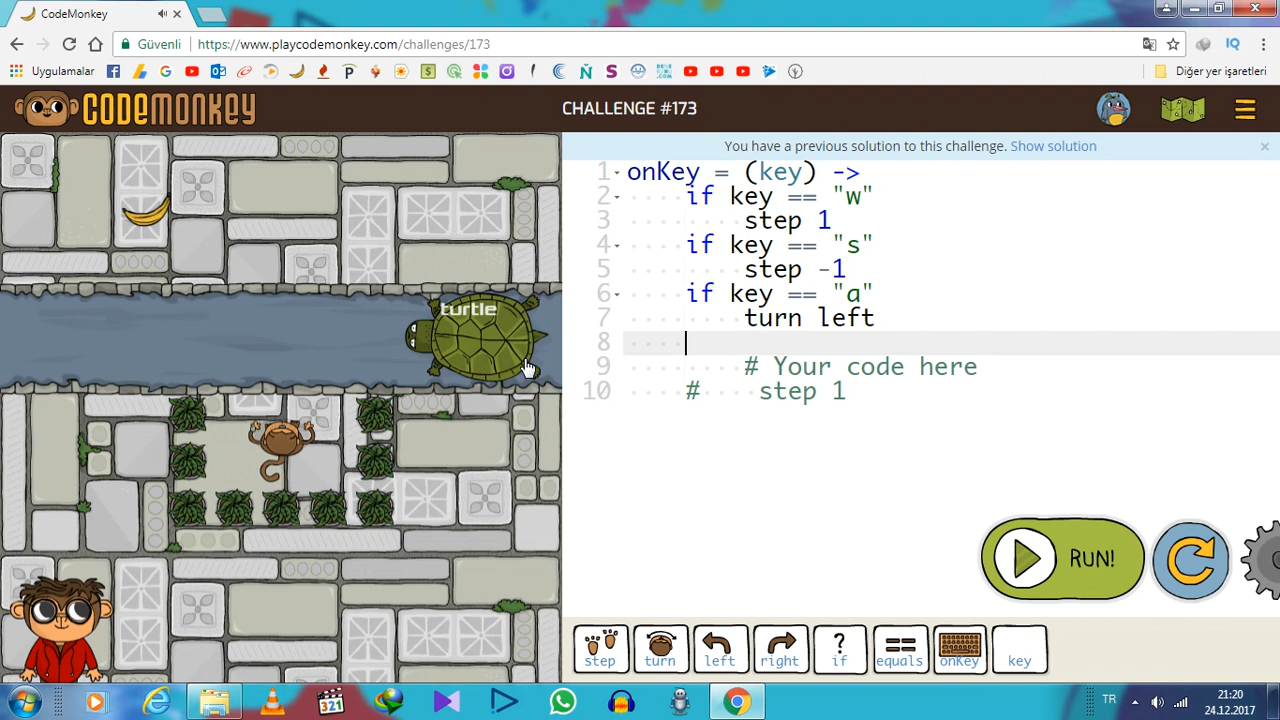 CodeMonkey
Güvenli
https://www.playcodemonkey.com/challenges/173
IQ
Uygulamalar
Diğer yer işaretleri
CODEMONKEY
CHALLENGE #173
You have a previous solution to this challenge. Show solution
1 onKey = (key) ->
2 if key == "w"
3 step 1
4 if key == "s"
5 step -1
6 if key == "a"
7 turn left
8
9 # Your code here
10 # step 1
turtle
RUN!
step
turn
left
right
if
equals
onKey
key
321
TR
21:20
24.12.2017